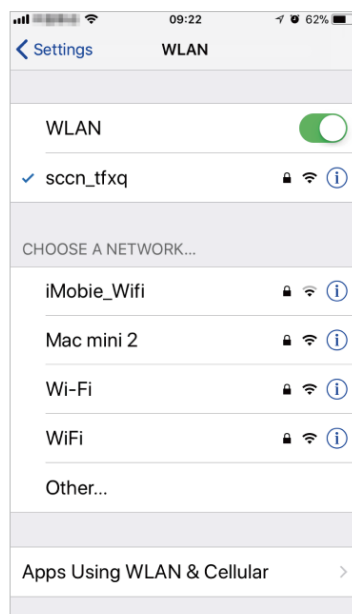 09:22
62%
Settings
WLAN
WLAN
sccn_tfxq
CHOOSE A NETWORK...
iMobie_Wifi
Mac mini 2
Wi-Fi
WiFi
Other...
Apps Using WLAN & Cellular